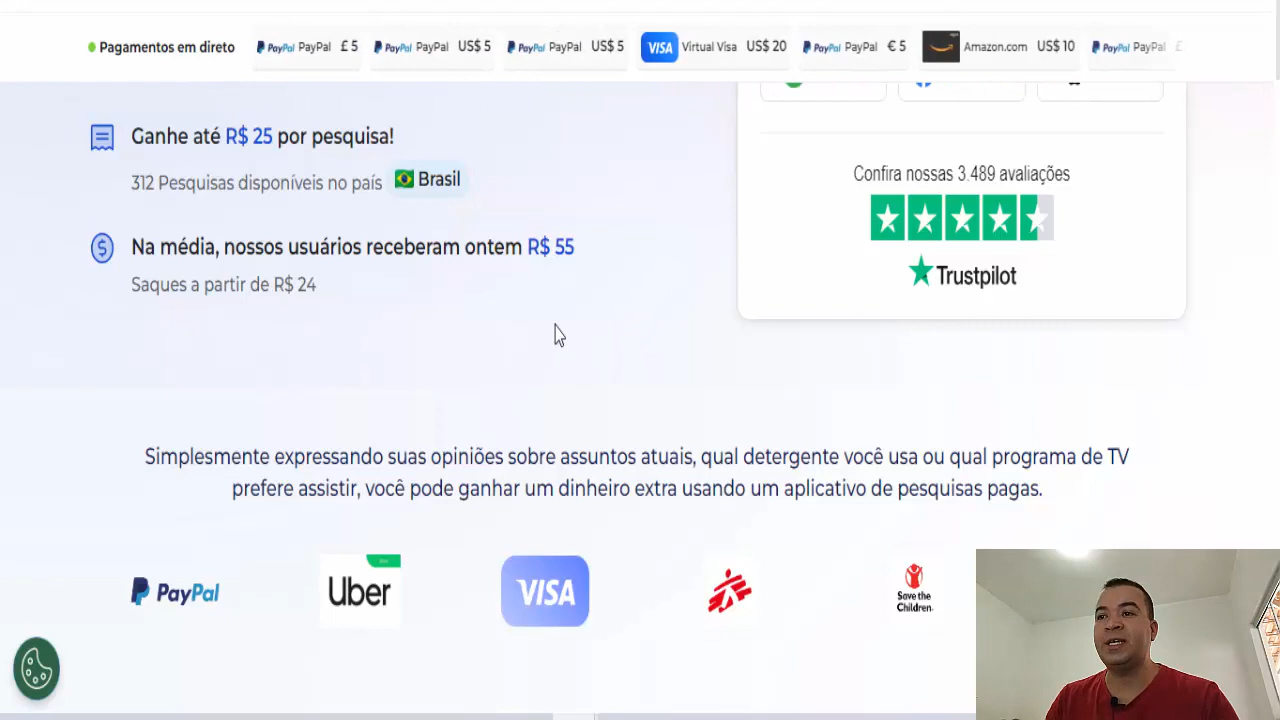 Pagamentos em direto
PayPal PayPal £ 5
PayPal PayPal US$ 5
PayPal PayPal US$ 5
VISA Virtual Visa US$ 20
PayPal PayPal € 5
Amazon.com US$ 10
PayPal PayPal £
Ganhe até R$ 25 por pesquisa!
312 Pesquisas disponíveis no país Brasil
Na média, nossos usuários receberam ontem R$ 55
Saques a partir de R$ 24
Confira nossas 3.489 avaliações
Trustpilot
Simplesmente expressando suas opiniões sobre assuntos atuais, qual detergente você usa ou qual programa de TV
prefere assistir, você pode ganhar um dinheiro extra usando um aplicativo de pesquisas pagas.
PayPal
Uber
VISA
Save the
Children.